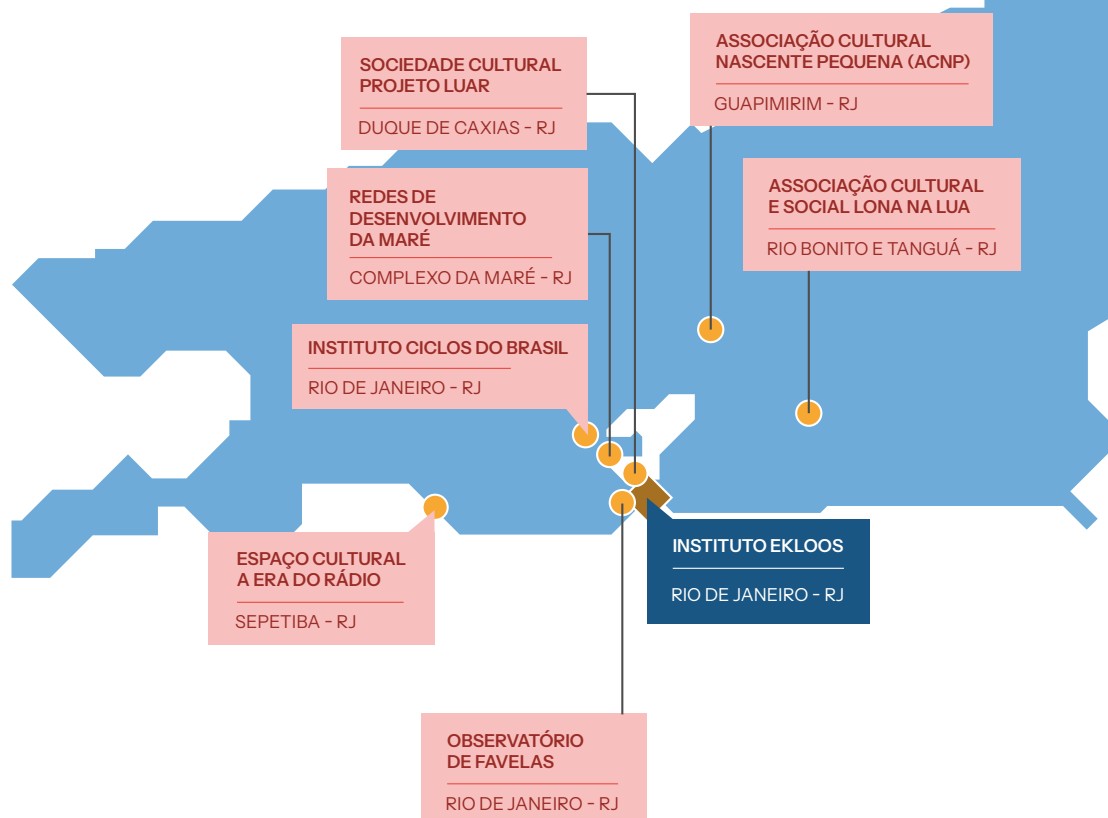 SOCIEDADE CULTURAL
PROJETO LUAR
DUQUE DE CAXIAS - RJ
ASSOCIAÇÃO CULTURAL
NASCENTE PEQUENA (ACNP)
GUAPIMIRIM - RJ
REDES DE
DESENVOLVIMENTO
DA MARÉ
COMPLEXO DA MARÉ - RJ
ASSOCIAÇÃO CULTURAL
E SOCIAL LONA NA LUA
RIO BONITO E TANGUÁ - RJ
INSTITUTO CICLOS DO BRASIL
RIO DE JANEIRO - RJ
ESPAÇO CULTURAL
A ERA DO RÁDIO
SEPETIBA - RJ
INSTITUTO EKLOOS
RIO DE JANEIRO - RJ
OBSERVATÓRIO
DE FAVELAS
RIO DE JANEIRO - RJ